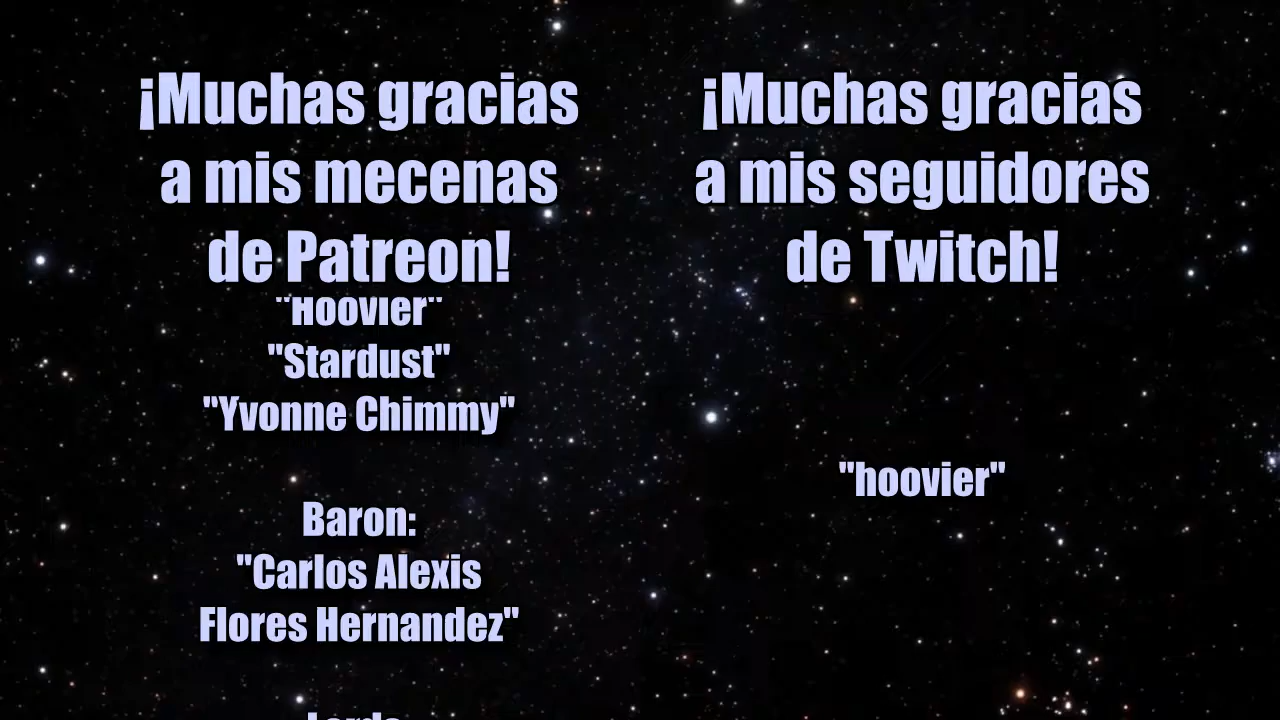 ¡Muchas gracias
a mis mecenas
de Patreon!
"Hoovier"
"Stardust"
"Yvonne Chimmy"
Baron:
"Carlos Alexis
Flores Hernandez"
¡Muchas gracias
a mis seguidores
de Twitch!
"hoovier"